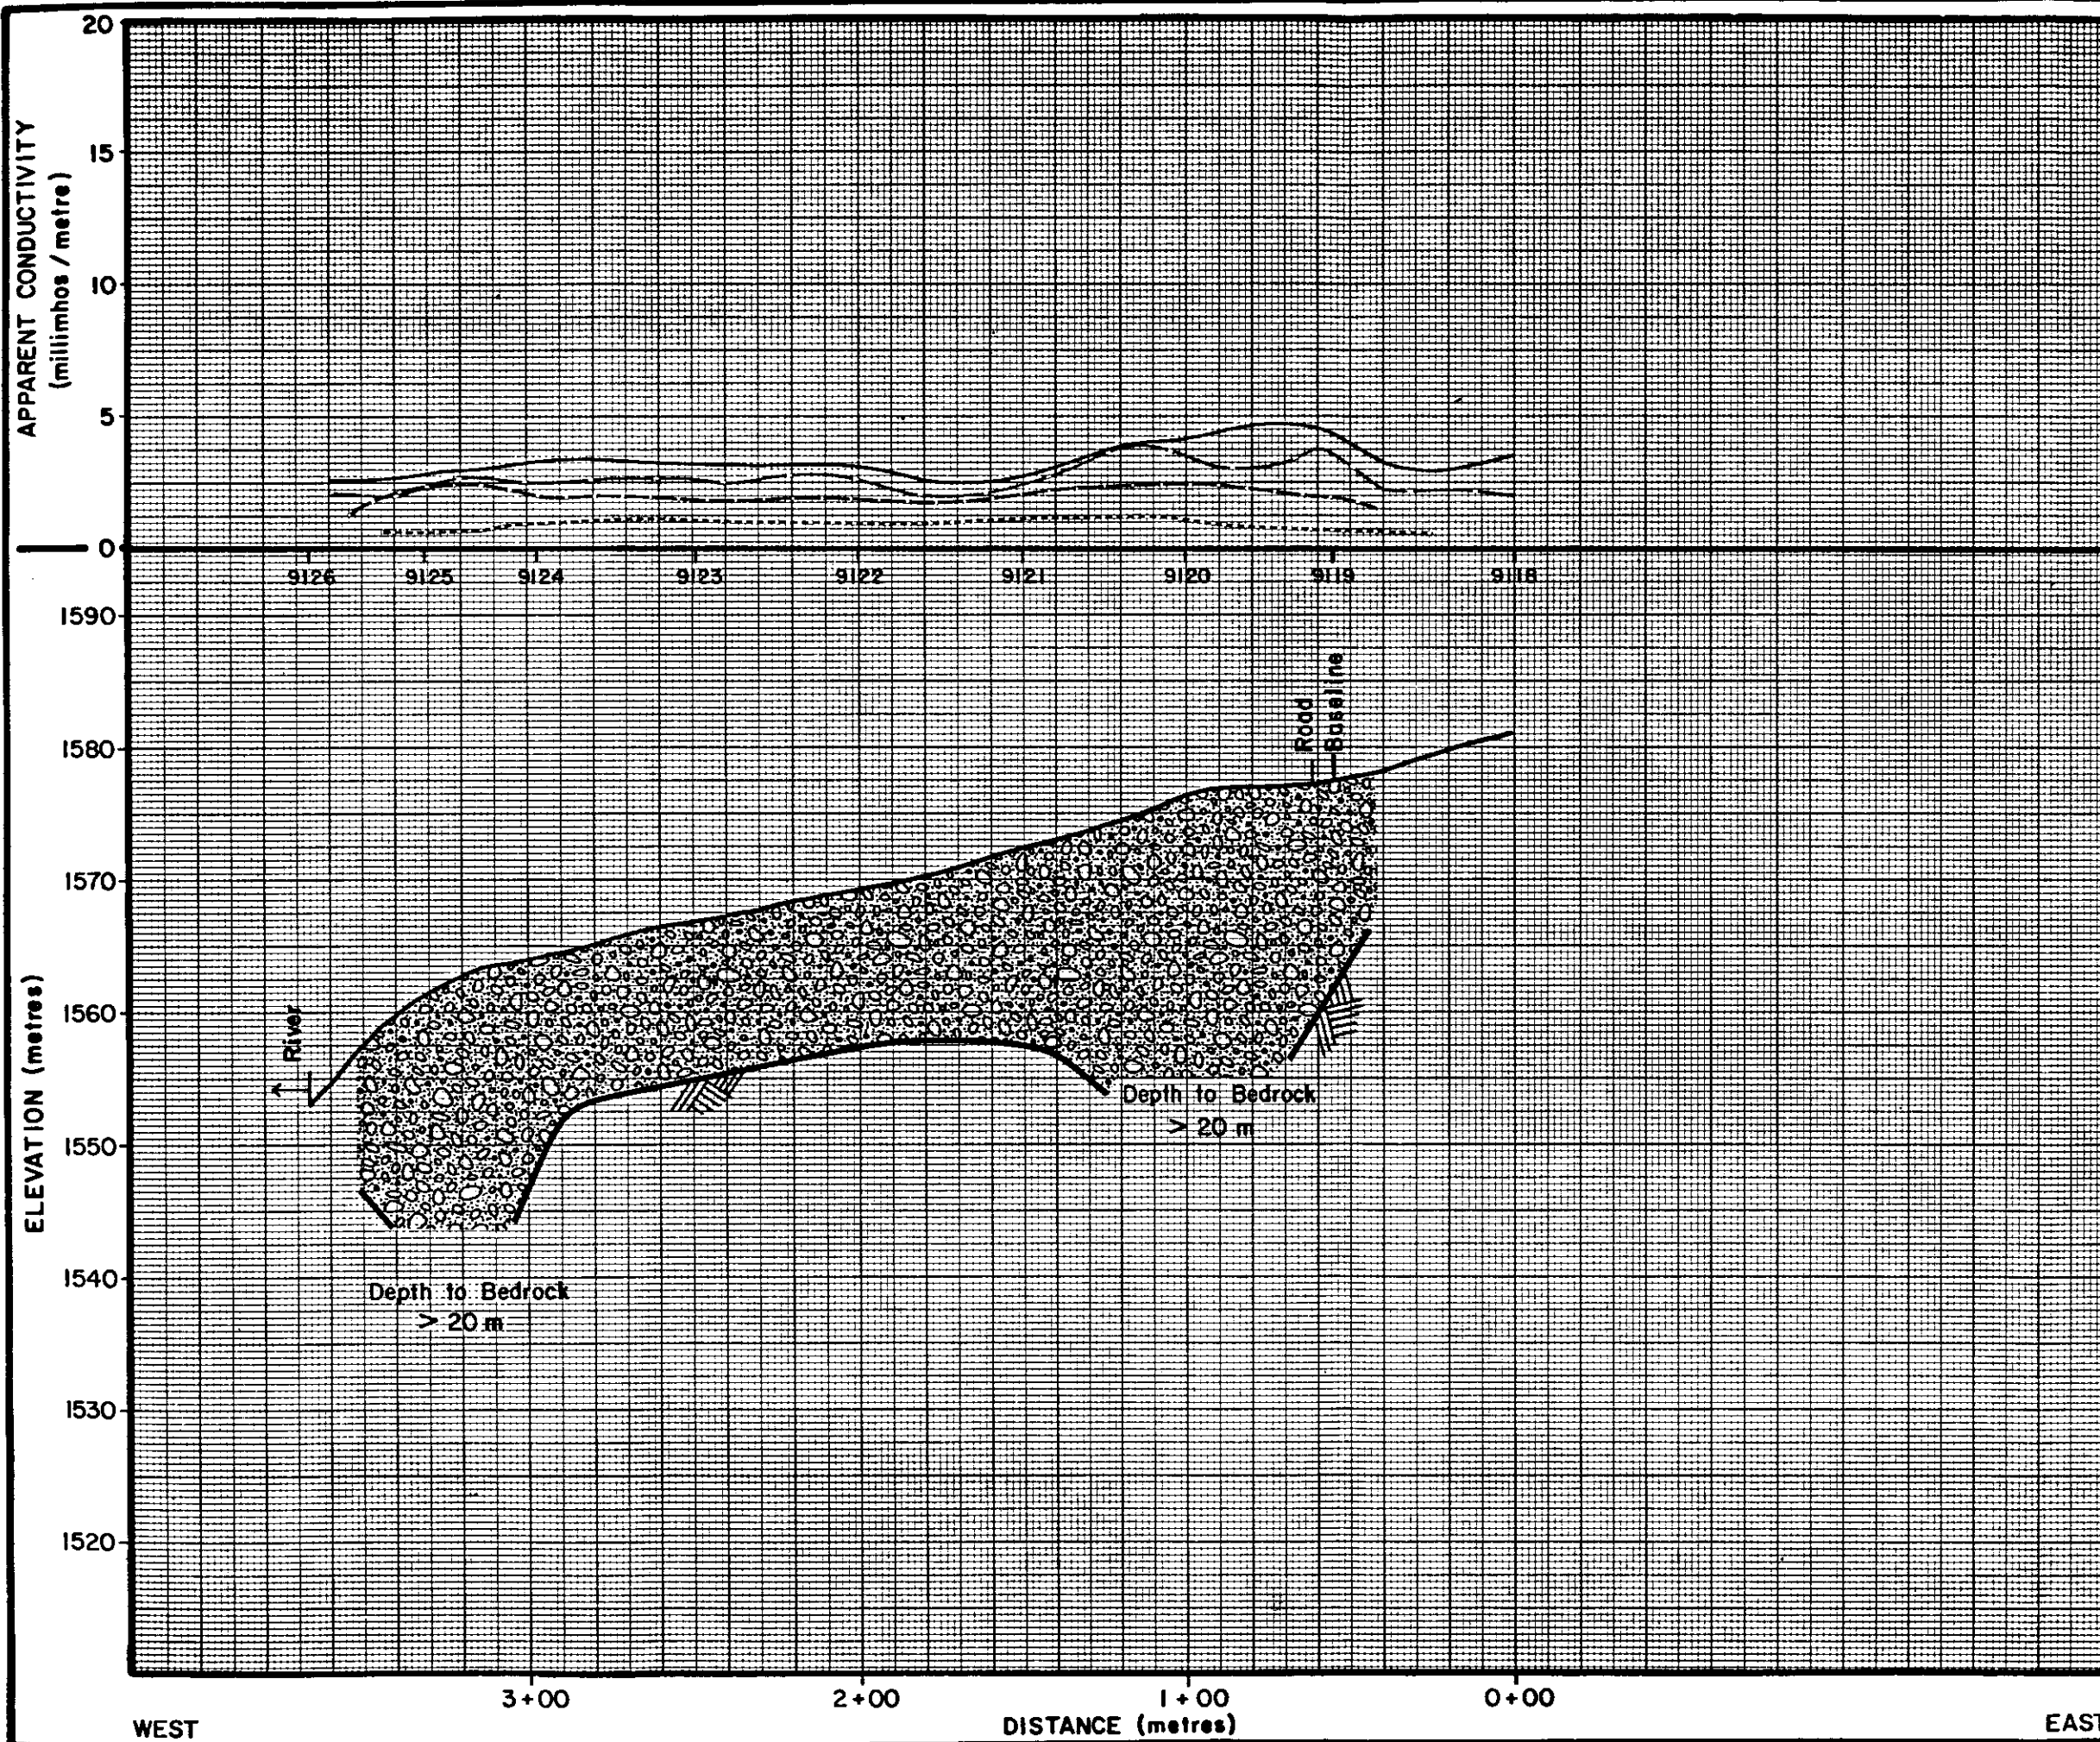 20
15
10
5
0
APPARENT CONDUCTIVITY
(millimhos / metre)
9126 9125 9124 9123 9122 9121 9120 9119 9118
1590
1580
1570
1560
1550
1540
1530
1520
ELEVATION (metres)
Road
Baseline
River
Depth to Bedrock
> 20 m
Depth to Bedrock
> 20 m
3+00 2+00 1+00 0+00
WEST DISTANCE (metres) EAST